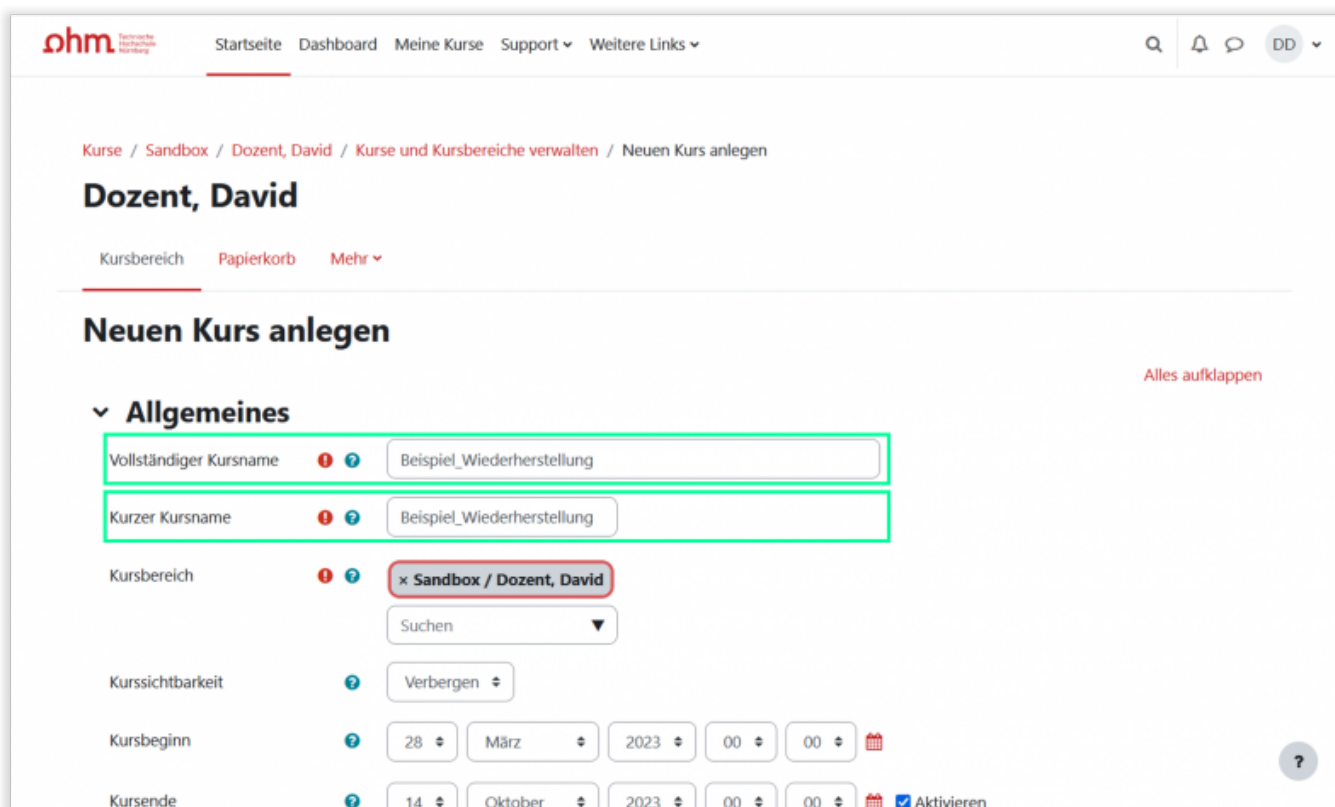 ohm Technische Hochschule Nürnberg
Startseite Dashboard Meine Kurse Support Weitere Links DD
Kurse / Sandbox / Dozent, David / Kurse und Kursbereiche verwalten / Neuen Kurs anlegen
Dozent, David
Kursbereich Papierkorb Mehr
Neuen Kurs anlegen
Alles aufklappen
Allgemeines
Vollständiger Kursname ! ? Beispiel_Wiederherstellung
Kurzer Kursname ! ? Beispiel_Wiederherstellung
Kursbereich ! ? × Sandbox / Dozent, David
Suchen ▼
Kurssichtbarkeit ? Verbergen
Kursbeginn ? 28 März 2023 00 00
?
Kursende ? 14 Oktober 2023 00 00 Aktivieren